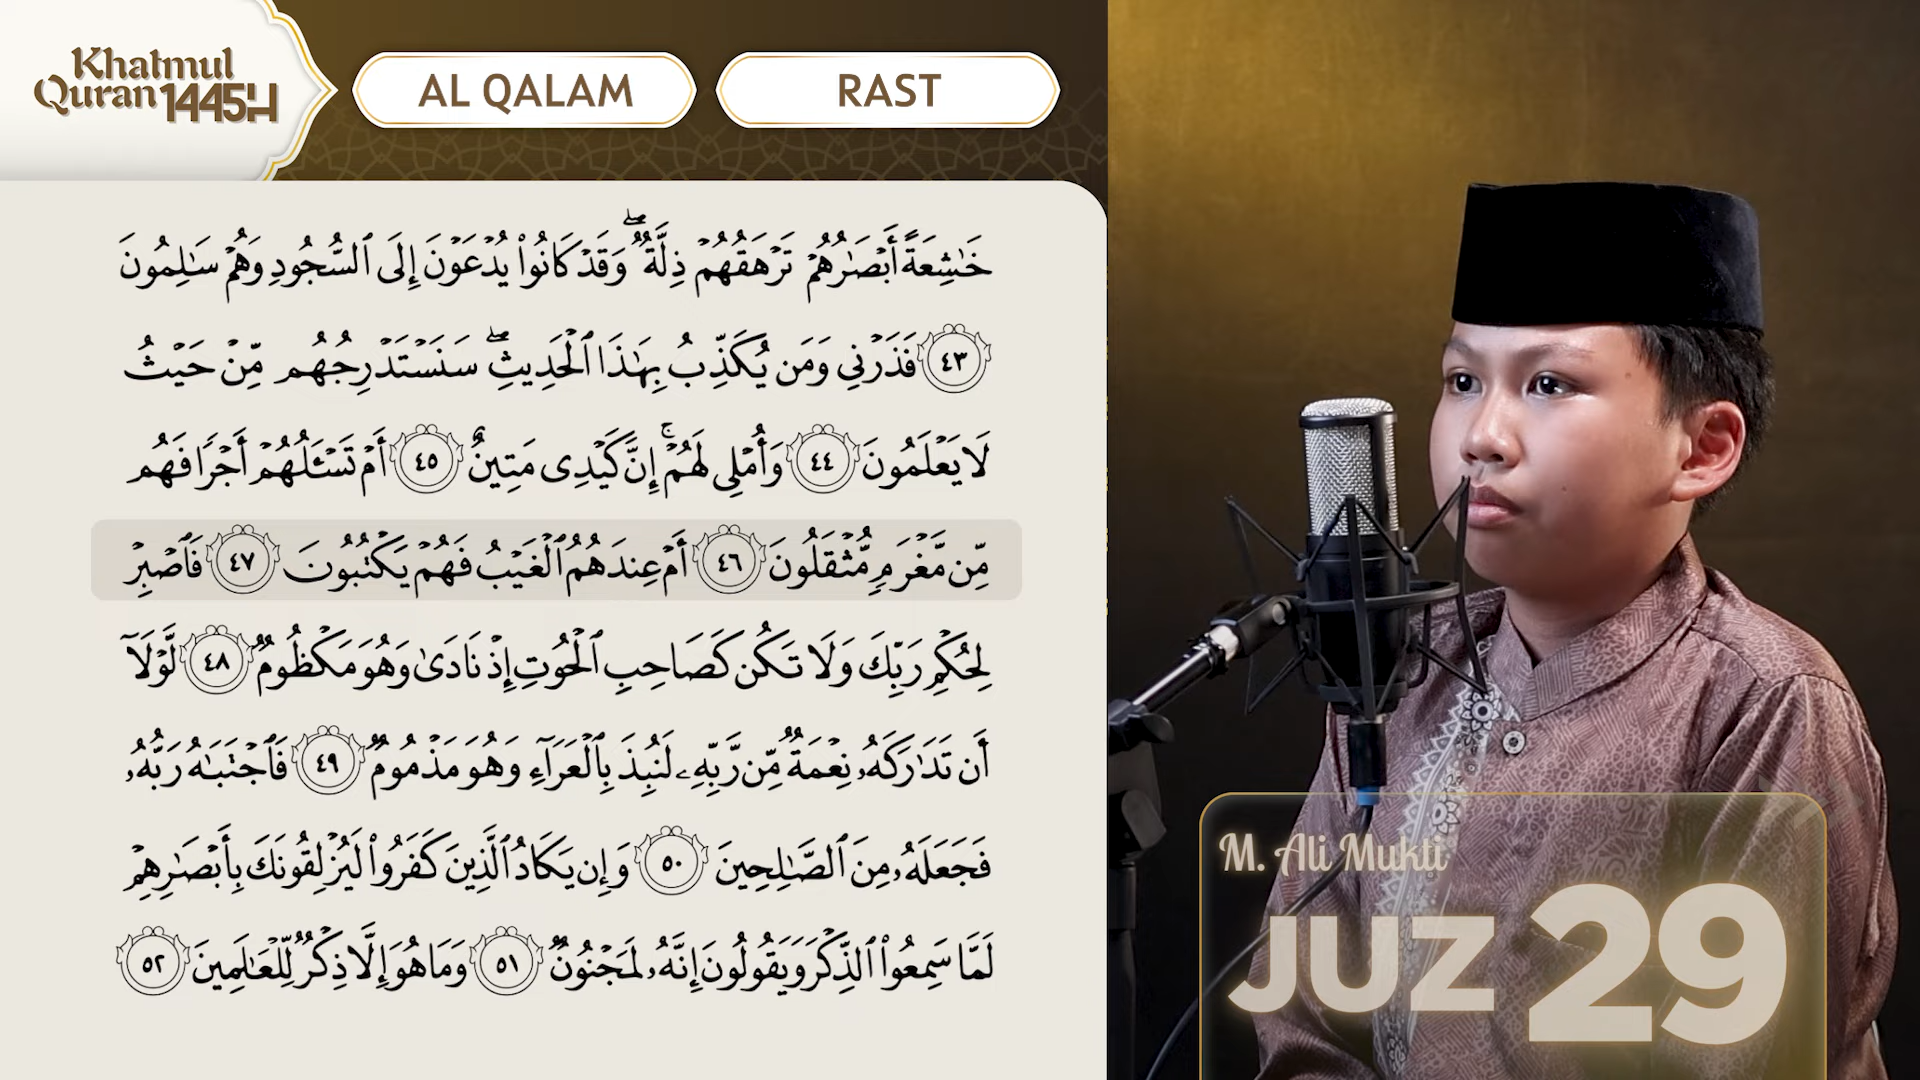 Khatmul
Quran 1445H
AL QALAM
RAST
خَـٰشِعَةً أَبْصَـٰرُهُمْ تَرْهَقُهُمْ ذِلَّةٌ ۖ وَقَدْ كَانُوا۟ يُدْعَوْنَ إِلَى ٱلسُّجُودِ وَهُمْ سَـٰلِمُونَ
٤٣ فَذَرْنِى وَمَن يُكَذِّبُ بِهَـٰذَا ٱلْحَدِيثِ ۖ سَنَسْتَدْرِجُهُم مِّنْ حَيْثُ
لَا يَعْلَمُونَ ٤٤ وَأُمْلِى لَهُمْ ۚ إِنَّ كَيْدِى مَتِينٌ ٤٥ أَمْ تَسْـَٔلُهُمْ أَجْرًا فَهُم
مِّن مَّغْرَمٍ مُّثْقَلُونَ ٤٦ أَمْ عِندَهُمُ ٱلْغَيْبُ فَهُمْ يَكْتُبُونَ ٤٧ فَٱصْبِرْ
لِحُكْمِ رَبِّكَ وَلَا تَكُن كَصَاحِبِ ٱلْحُوتِ إِذْ نَادَىٰ وَهُوَ مَكْظُومٌ ٤٨ لَّوْلَآ
أَن تَدَٰرَكَهُۥ نِعْمَةٌ مِّن رَّبِّهِۦ لَنُبِذَ بِٱلْعَرَآءِ وَهُوَ مَذْمُومٌ ٤٩ فَٱجْتَبَـٰهُ رَبُّهُۥ
فَجَعَلَهُۥ مِنَ ٱلصَّـٰلِحِينَ ٥٠ وَإِن يَكَادُ ٱلَّذِينَ كَفَرُوا۟ لَيُزْلِقُونَكَ بِأَبْصَـٰرِهِمْ
لَمَّا سَمِعُوا۟ ٱلذِّكْرَ وَيَقُولُونَ إِنَّهُۥ لَمَجْنُونٌ ٥١ وَمَا هُوَ إِلَّا ذِكْرٌ لِّلْعَـٰلَمِينَ ٥٢
M. Ali Mukti
JUZ 29